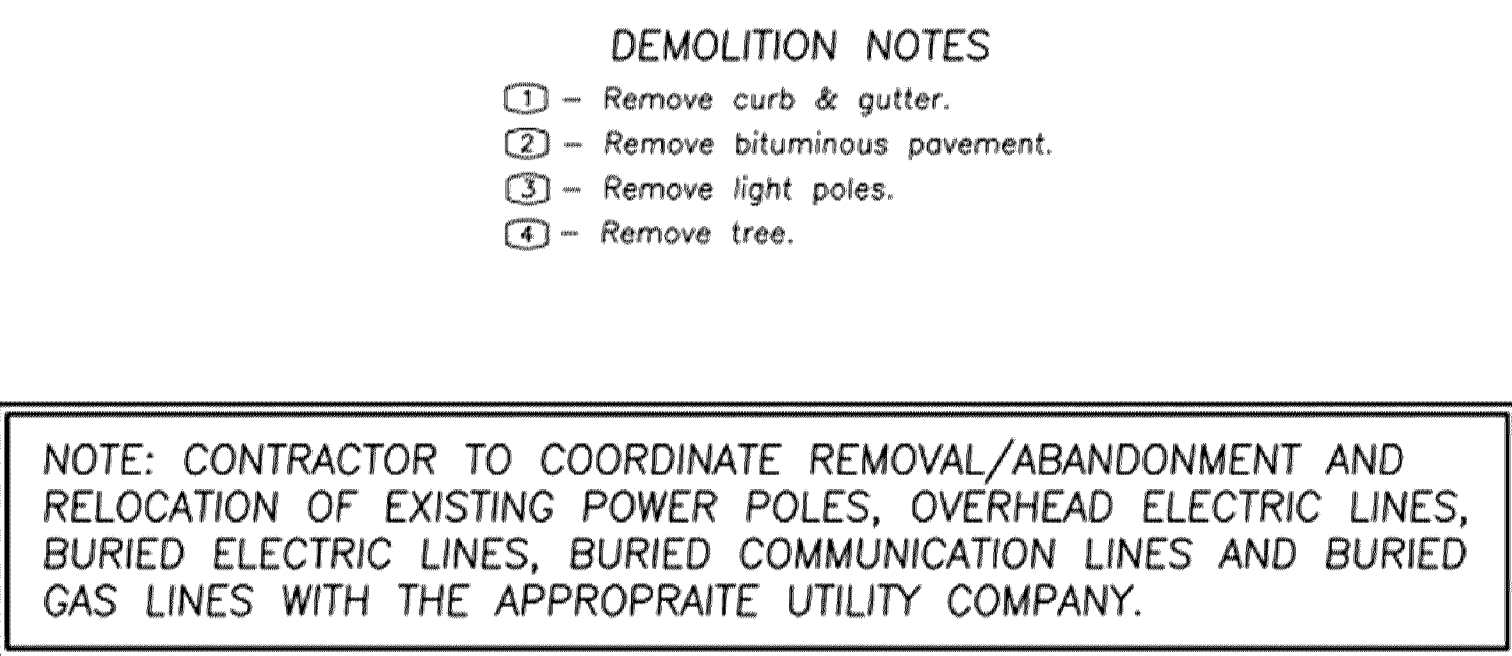 DEMOLITION NOTES
1 – Remove curb & gutter.
2 – Remove bituminous pavement.
3 – Remove light poles.
4 – Remove tree.
NOTE: CONTRACTOR TO COORDINATE REMOVAL/ABANDONMENT AND
RELOCATION OF EXISTING POWER POLES, OVERHEAD ELECTRIC LINES,
BURIED ELECTRIC LINES, BURIED COMMUNICATION LINES AND BURIED
GAS LINES WITH THE APPROPRAITE UTILITY COMPANY.